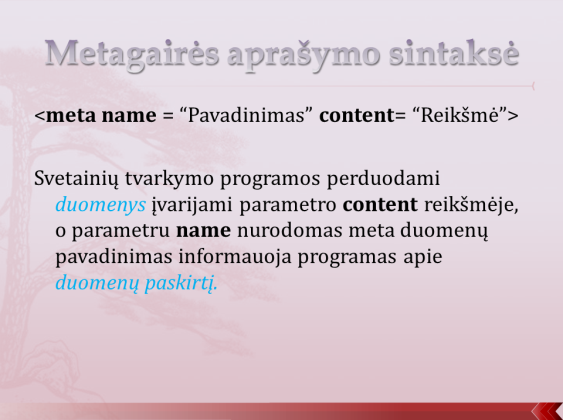 Metagairės aprašymo sintaksė
<meta name = “Pavadinimas” content= “Reikšmė”>
Svetainių tvarkymo programos perduodami
duomenys įvarijami parametro content reikšmėje,
o parametru name nurodomas meta duomenų
pavadinimas informauoja programas apie
duomenų paskirtį.